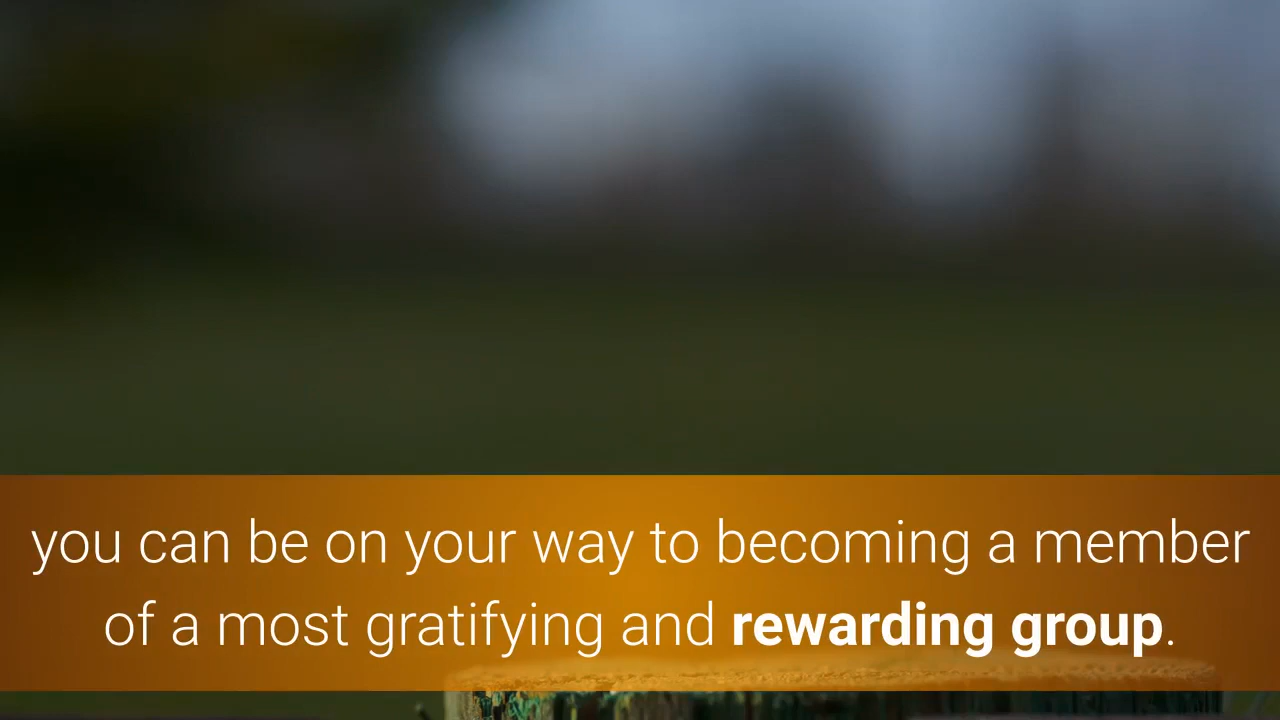 you can be on your way to becoming a member
of a most gratifying and rewarding group.